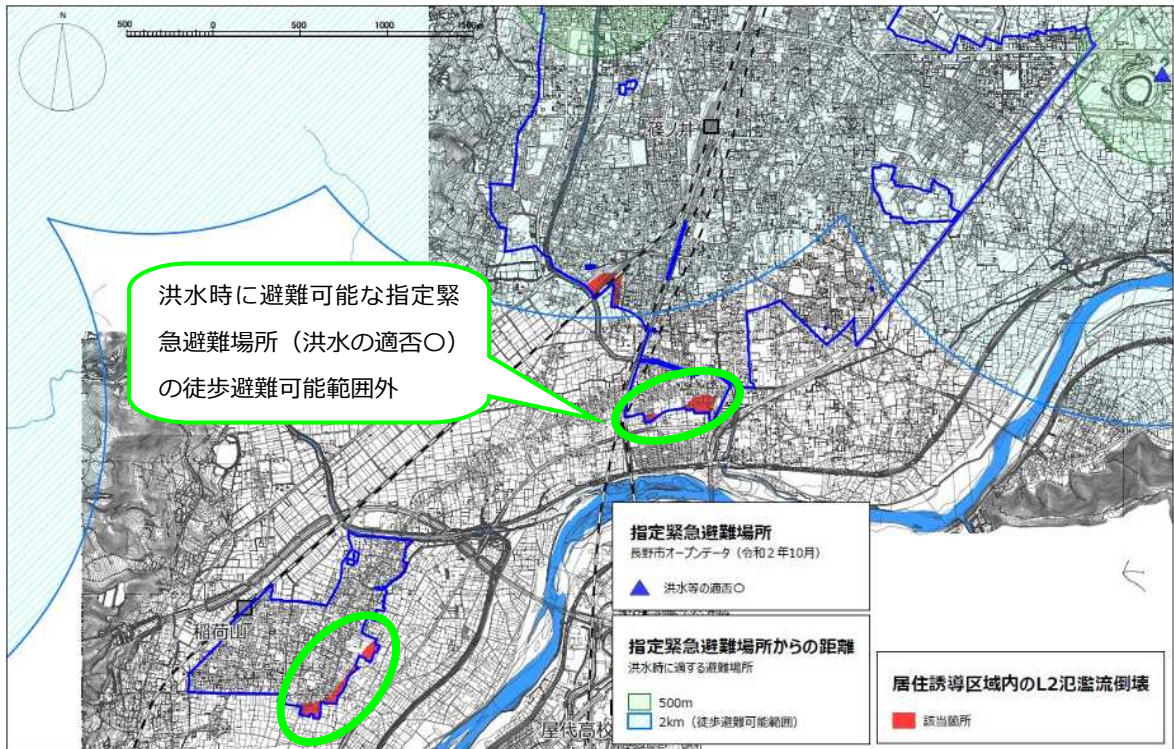 N
500 0 500 1000 1500m
篠ノ井
洪水時に避難可能な指定緊
急避難場所（洪水の適否〇）
の徒歩避難可能範囲外
稲荷山
屋代高校
指定緊急避難場所
長野市オープンデータ（令和２年10月）
洪水等の適否〇
指定緊急避難場所からの距離
洪水時に適する避難場所
500m
2km（徒歩避難可能範囲）
居住誘導区域内のL2氾濫流倒壊
該当箇所